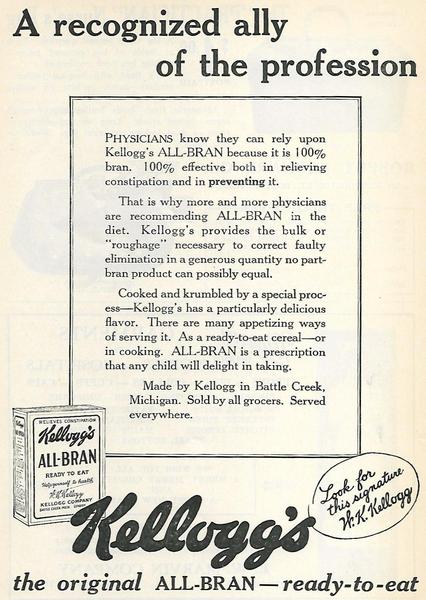 A recognized ally
of the profession
PHYSICIANS know they can rely upon
Kellogg's ALL-BRAN because it is 100%
bran. 100% effective both in relieving
constipation and in preventing it.
That is why more and more physicians
are recommending ALL-BRAN in the
diet. Kellogg's provides the bulk or
"roughage" necessary to correct faulty
elimination in a generous quantity no part-
bran product can possibly equal.
Cooked and krumbled by a special proc-
ess—Kellogg's has a particularly delicious
flavor. There are many appetizing ways
of serving it. As a ready-to-eat cereal—or
in cooking. ALL-BRAN is a prescription
that any child will delight in taking.
Made by Kellogg in Battle Creek,
Michigan. Sold by all grocers. Served
everywhere.
RELIEVES CONSTIPATION
Kellogg's
ALL-BRAN
READY TO EAT
Help yourself to health
W.K. Kellogg
KELLOGG COMPANY
BATTLE CREEK, MICH.
Look for
this signature
W. K. Kellogg
Kellogg's
the original ALL-BRAN—ready-to-eat